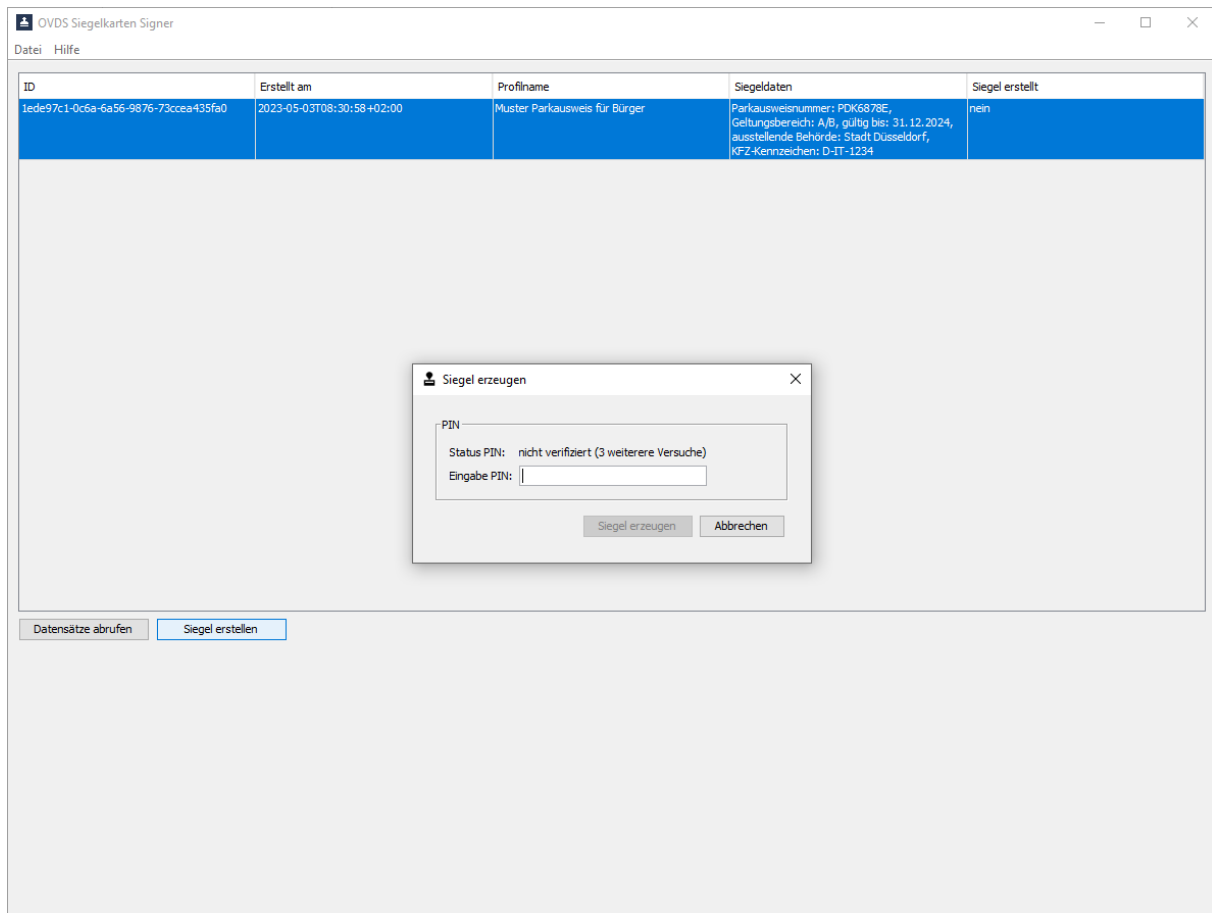 OVDS Siegelkarten Signer
Datei Hilfe
ID Erstellt am Profilname Siegeldaten Siegel erstellt
1ede97c1-0c6a-6a56-9876-73ccea435fa0 2023-05-03T08:30:58+02:00 Muster Parkausweis für Bürger Parkausweisnummer: PDK6878E, nein
Geltungsbereich: A/B, gültig bis: 31.12.2024,
ausstellende Behörde: Stadt Düsseldorf,
KFZ-Kennzeichen: D-IT-1234
Siegel erzeugen
PIN
Status PIN: nicht verifiziert (3 weiterere Versuche)
Eingabe PIN:
Siegel erzeugen Abbrechen
Datensätze abrufen Siegel erstellen